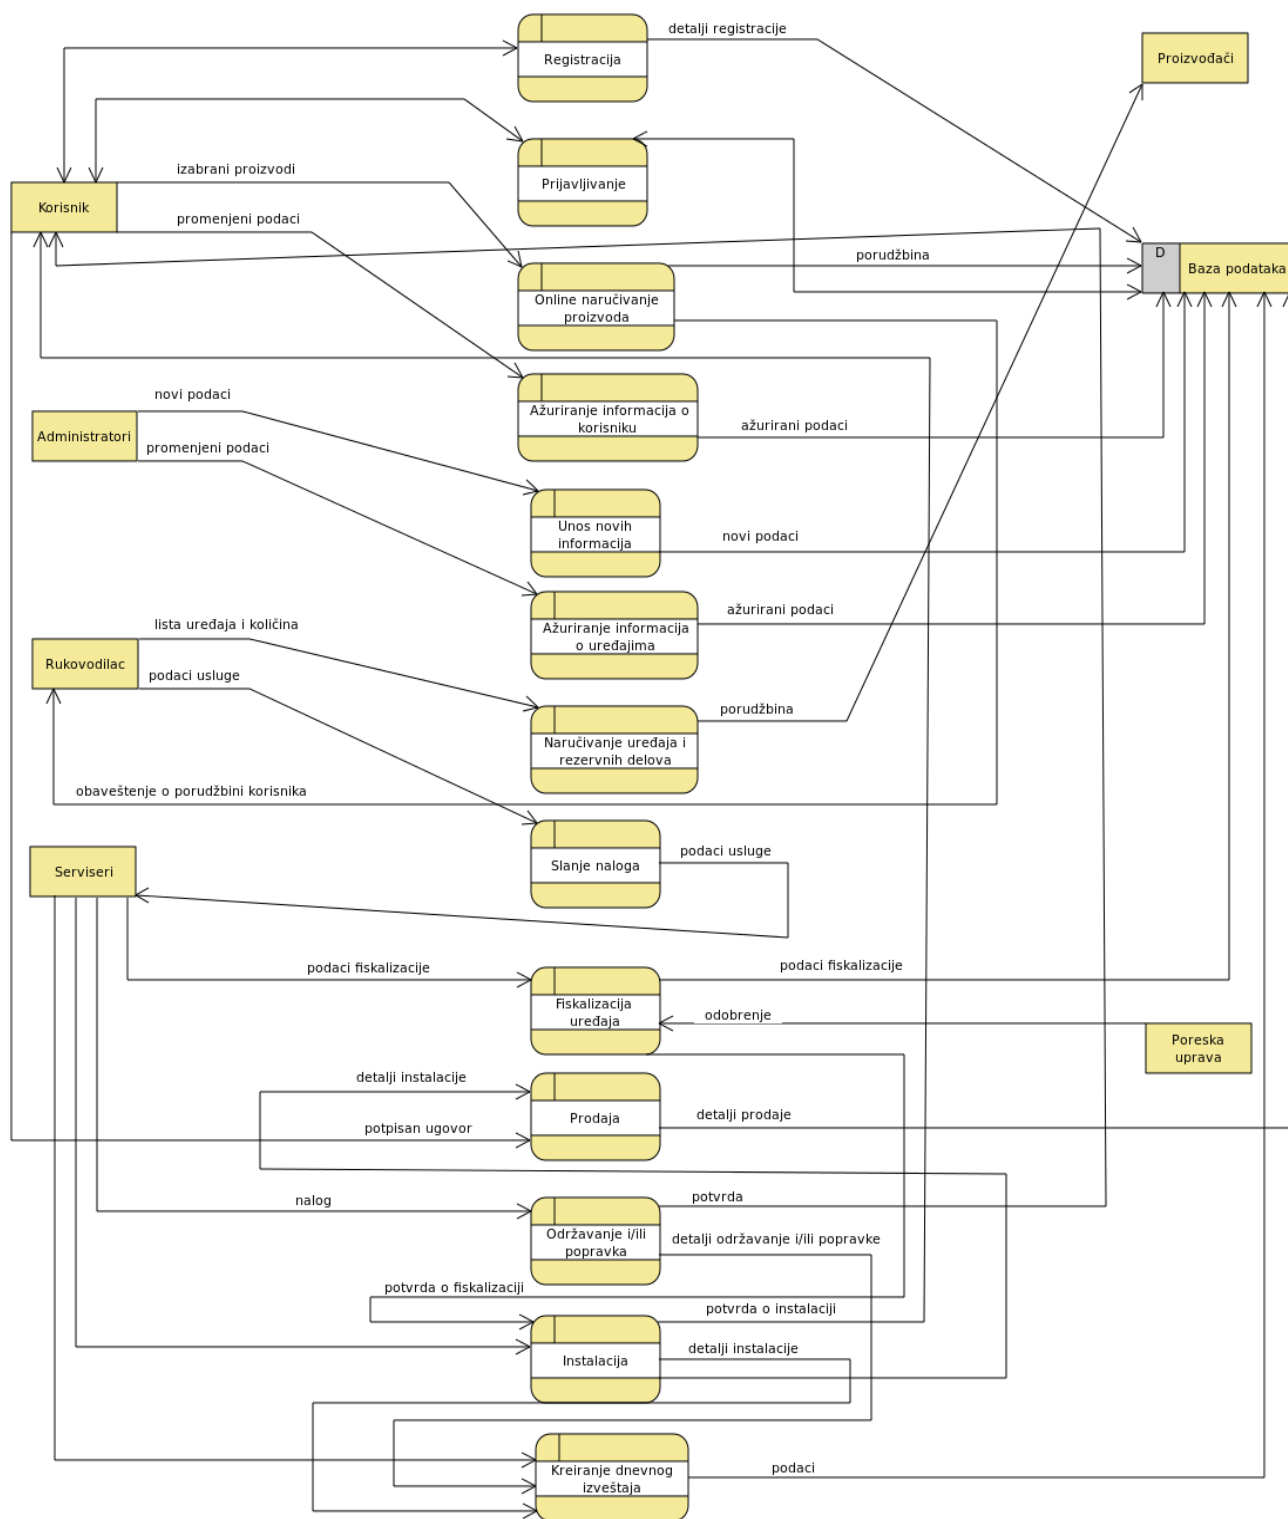 detalji registracije
Registracija
Proizvođači
Prijavljivanje
izabrani proizvodi
Korisnik
promenjeni podaci
D
Baza podataka
porudžbina
Online naručivanje
proizvoda
novi podaci
Ažuriranje informacija o
korisniku
ažurirani podaci
Administratori
promenjeni podaci
Unos novih
informacija
novi podaci
ažurirani podaci
lista uređaja i količina
Ažuriranje informacija
o uređajima
Rukovodilac
podaci usluge
porudžbina
Naručivanje uređaja i
rezervnih delova
obaveštenje o porudžbini korisnika
podaci usluge
Slanje naloga
Serviseri
podaci fiskalizacije
podaci fiskalizacije
Fiskalizacija
uređaja
odobrenje
Poreska
uprava
detalji instalacije
Prodaja
detalji prodaje
potpisan ugovor
nalog
potvrda
Održavanje i/ili
popravka
detalji održavanje i/ili popravke
potvrda o fiskalizaciji
potvrda o instaliciji
detalji instalacije
Instalacija
podaci
Kreiranje dnevnog
izveštaja